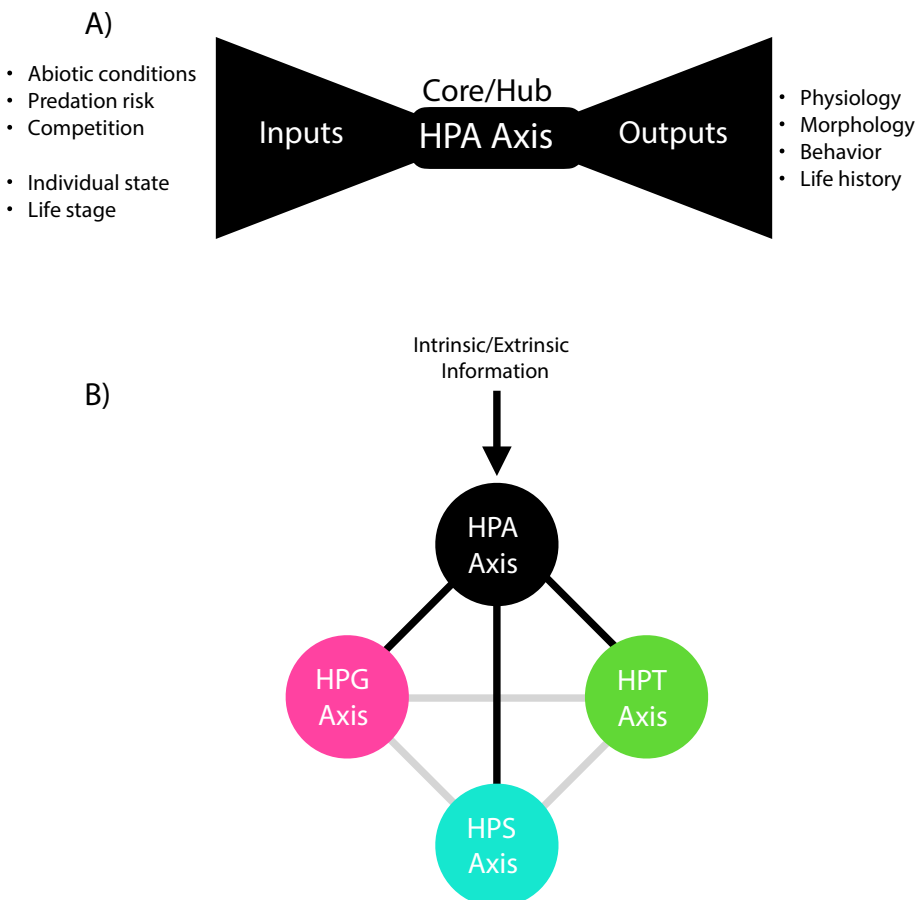 A)
• Abiotic conditions
• Predation risk
• Competition
• Individual state
• Life stage
Inputs
Core/Hub
HPA Axis
Outputs
• Physiology
• Morphology
• Behavior
• Life history
B)
Intrinsic/Extrinsic
Information
HPA
Axis
HPG
Axis
HPT
Axis
HPS
Axis